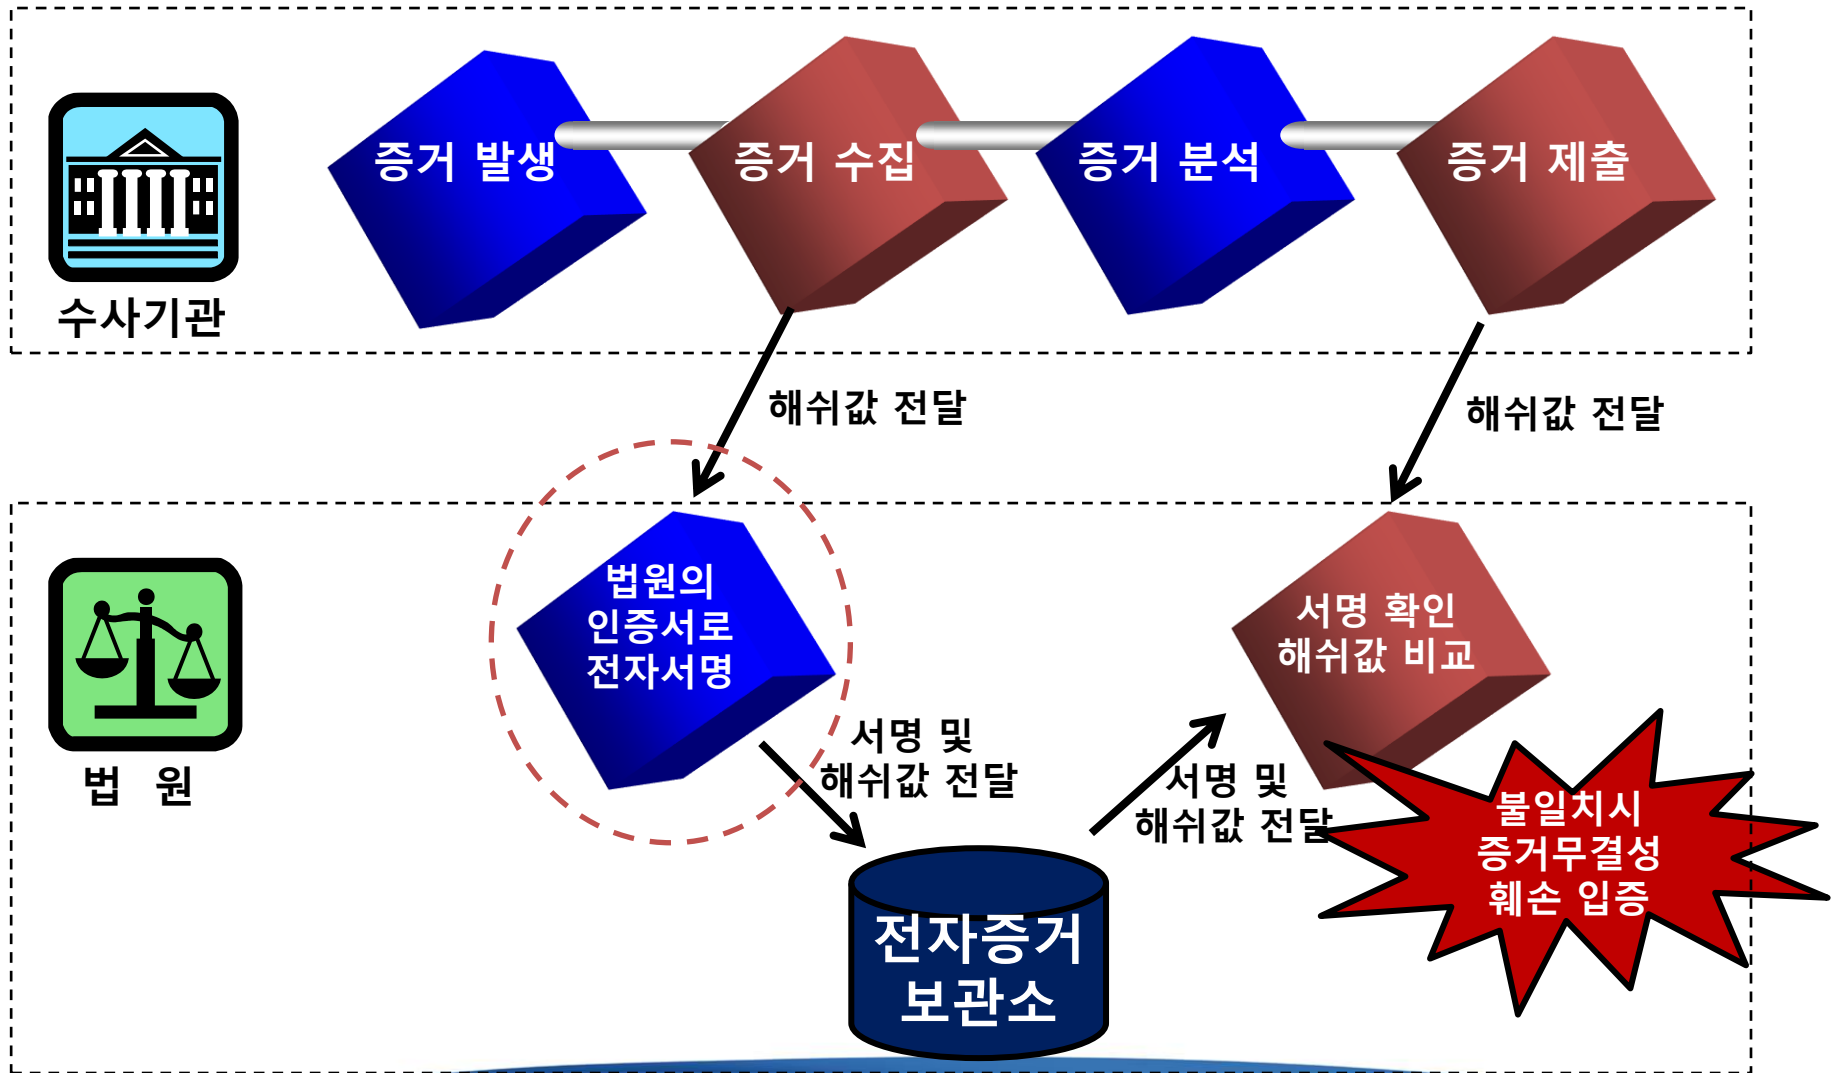 증거 발생
증거 수집
증거 분석
증거 제출
수사기관
해쉬값 전달
해쉬값 전달
법원의
인증서로
전자서명
서명 확인
해쉬값 비교
법 원
서명 및
해쉬값 전달
서명 및
해쉬값 전달
불일치시
증거무결성
훼손 입증
전자증거
보관소